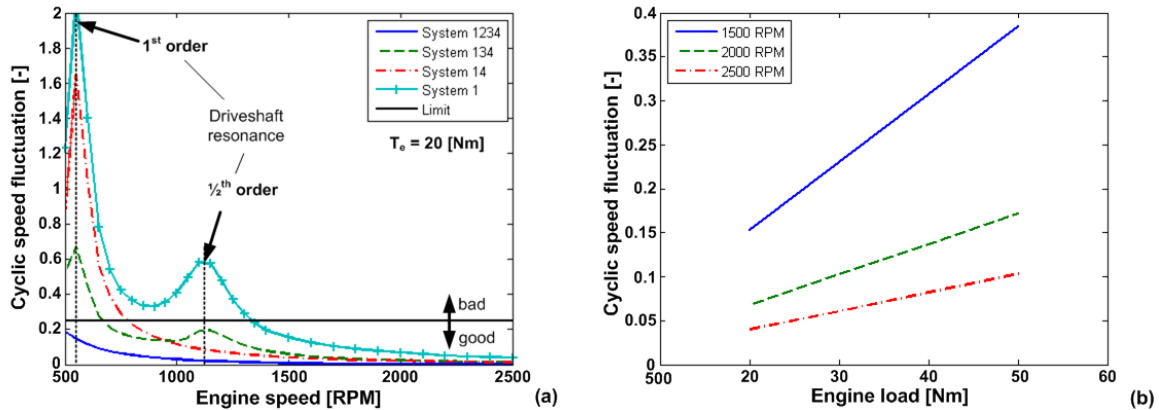 2
1.8
1.6
1.4
1.2
1
0.8
0.6
0.4
0.2
0
Cyclic speed fluctuation [-]
1st order
Driveshaft
resonance
½th order
System 1234
System 134
System 14
System 1
Limit
Te = 20 [Nm]
bad
good
500
1000
1500
2000
2500
Engine speed [RPM]
(a)
0.4
0.35
0.3
0.25
0.2
0.15
0.1
0.05
0
Cyclic speed fluctuation [-]
1500 RPM
2000 RPM
2500 RPM
500
20
30
40
50
60
Engine load [Nm]
(b)